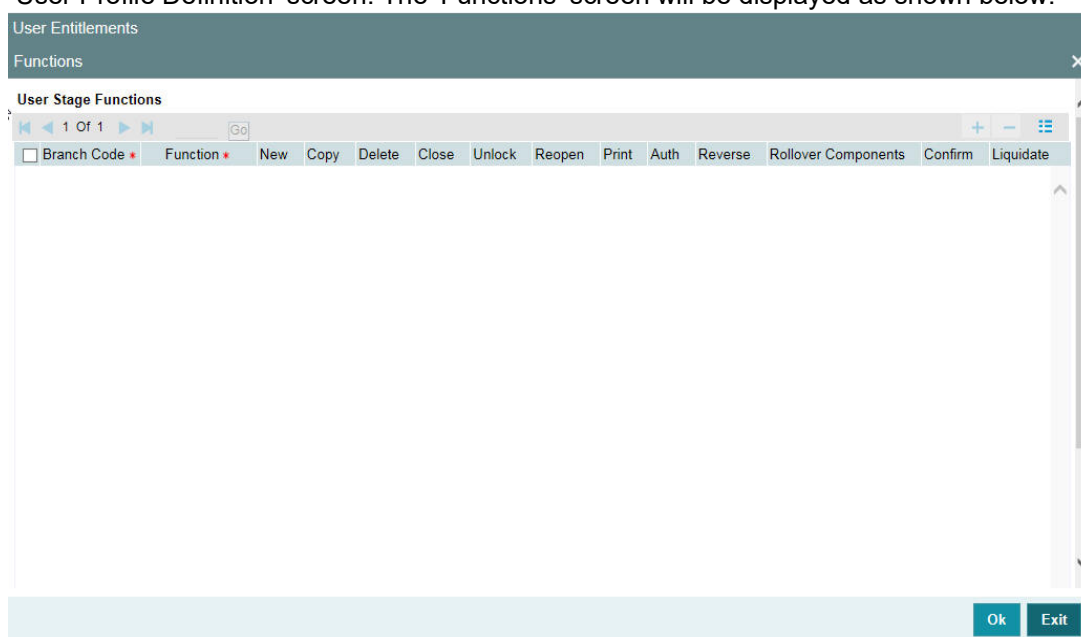 'User Profile Definition' screen. The 'Functions' screen will be displayed as shown below.
User Entitlements
Functions
User Stage Functions
1 Of 1 Go
Branch Code * Function * New Copy Delete Close Unlock Reopen Print Auth Reverse Rollover Components Confirm Liquidate
Ok Exit